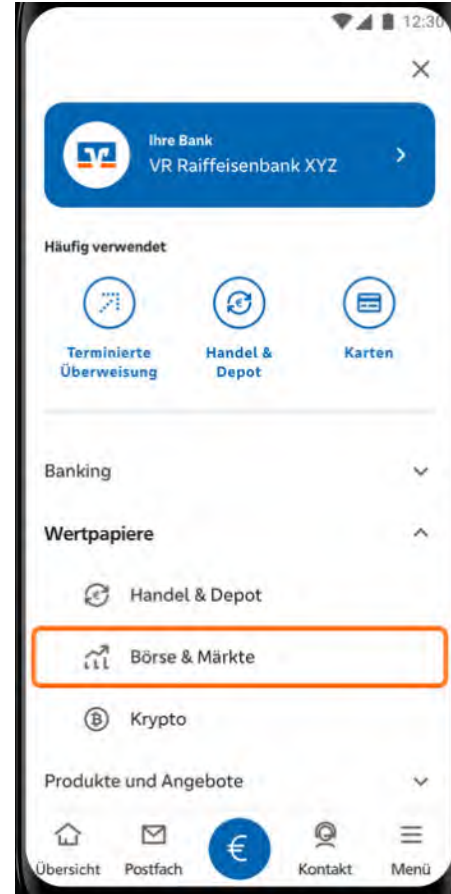 12:30
Ihre Bank
VR Raiffeisenbank XYZ
Häufig verwendet
Terminierte
Überweisung
Handel &
Depot
Karten
Banking
Wertpapiere
Handel & Depot
Börse & Märkte
Krypto
Produkte und Angebote
Übersicht
Postfach
€
Kontakt
Menü